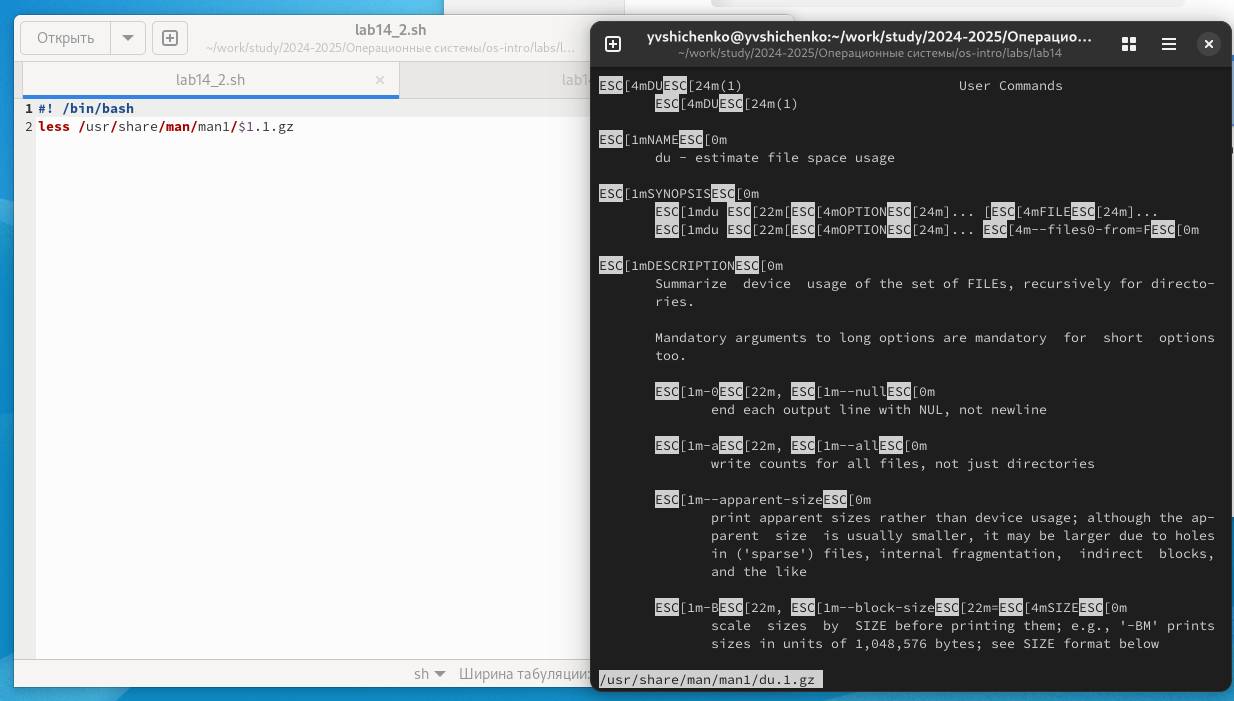 Открыть
lab14_2.sh
~/work/study/2024-2025/Операционные системы/os-intro/labs/l...
lab14_2.sh ×
lab1
1 #! /bin/bash
2 less /usr/share/man/man1/$1.1.gz
sh
Ширина табуляции:
yvshichenko@yvshichenko:~/work/study/2024-2025/Операцио...
~/work/study/2024-2025/Операционные системы/os-intro/labs/lab14
ESC[4mDUESC[24m(1) User Commands
ESC[4mDUESC[24m(1)
ESC[1mNAMEESC[0m
du - estimate file space usage
ESC[1mSYNOPSISESC[0m
ESC[1mdu ESC[22m[ESC[4mOPTIONESC[24m]... [ESC[4mFILEESC[24m]...
ESC[1mdu ESC[22m[ESC[4mOPTIONESC[24m]... ESC[4m--files0-from=FESC[0m
ESC[1mDESCRIPTIONESC[0m
Summarize device usage of the set of FILEs, recursively for directo-
ries.
Mandatory arguments to long options are mandatory for short options
too.
ESC[1m-0ESC[22m, ESC[1m--nullESC[0m
end each output line with NUL, not newline
ESC[1m-aESC[22m, ESC[1m--allESC[0m
write counts for all files, not just directories
ESC[1m--apparent-sizeESC[0m
print apparent sizes rather than device usage; although the ap-
parent size is usually smaller, it may be larger due to holes
in ('sparse') files, internal fragmentation, indirect blocks,
and the like
ESC[1m-BESC[22m, ESC[1m--block-sizeESC[22m=ESC[4mSIZEESC[0m
scale sizes by SIZE before printing them; e.g., '-BM' prints
sizes in units of 1,048,576 bytes; see SIZE format below
/usr/share/man/man1/du.1.gz